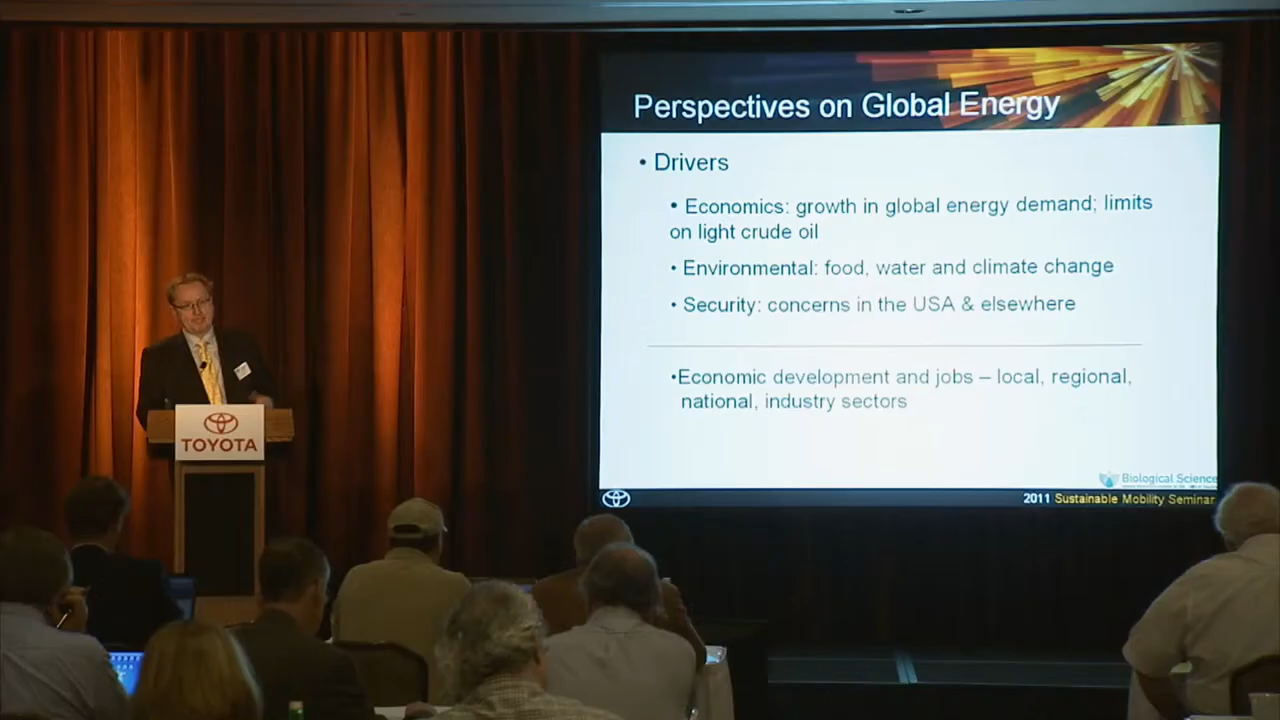 Perspectives on Global Energy
• Drivers
• Economics: growth in global energy demand; limits
on light crude oil
• Environmental: food, water and climate change
• Security: concerns in the USA & elsewhere
•Economic development and jobs – local, regional,
national, industry sectors
Biological Science
2011 Sustainable Mobility Seminar
TOYOTA